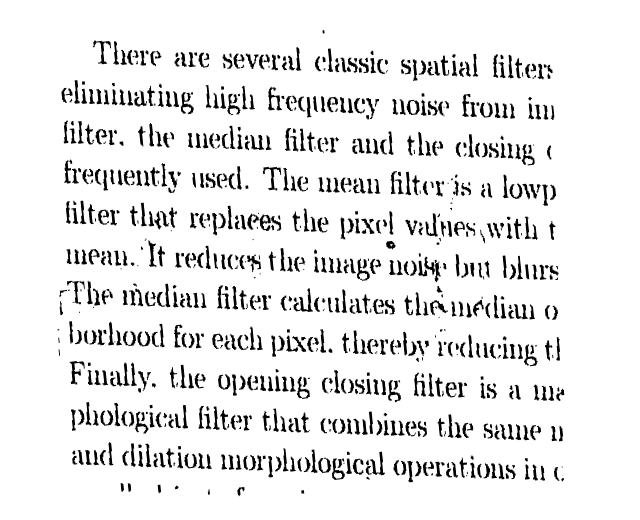 There are several classic spatial filters
eliminating high frequency noise from im
filter. the median filter and the closing
frequently used. The mean filter is a lowp
filter that replaces the pixel values with t
mean. It reduces the image noise but blurs
The median filter calculates the median o
borhood for each pixel. thereby reducing tl
Finally. the opening closing filter is a ma
phological filter that combines the same n
and dilation morphological operations in